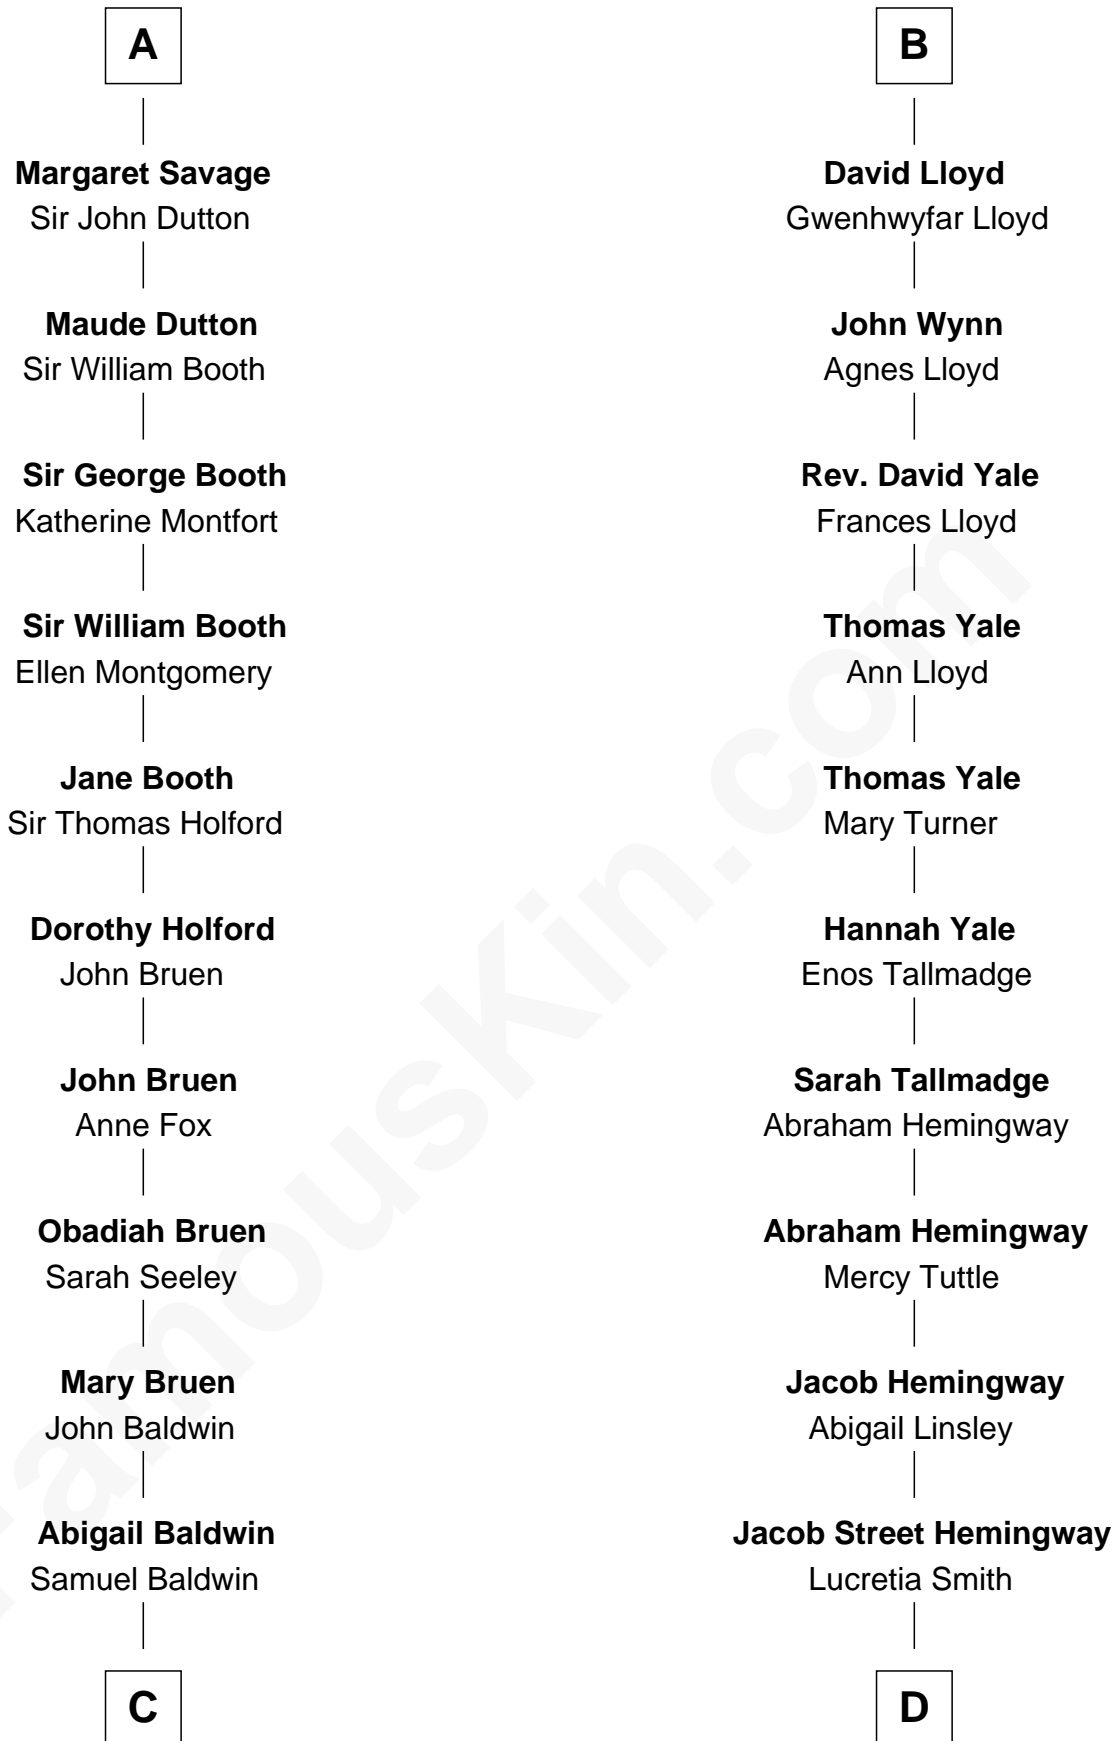 A
Margaret Savage
Sir John Dutton
Maude Dutton
Sir William Booth
Sir George Booth
Katherine Montfort
Sir William Booth
Ellen Montgomery
Jane Booth
Sir Thomas Holford
Dorothy Holford
John Bruen
John Bruen
Anne Fox
Obadiah Bruen
Sarah Seeley
Mary Bruen
John Baldwin
Abigail Baldwin
Samuel Baldwin
C
B
David Lloyd
Gwenhwyfar Lloyd
John Wynn
Agnes Lloyd
Rev. David Yale
Frances Lloyd
Thomas Yale
Ann Lloyd
Thomas Yale
Mary Turner
Hannah Yale
Enos Tallmadge
Sarah Tallmadge
Abraham Hemingway
Abraham Hemingway
Mercy Tuttle
Jacob Hemingway
Abigail Linsley
Jacob Street Hemingway
Lucretia Smith
D
FamousKin.com